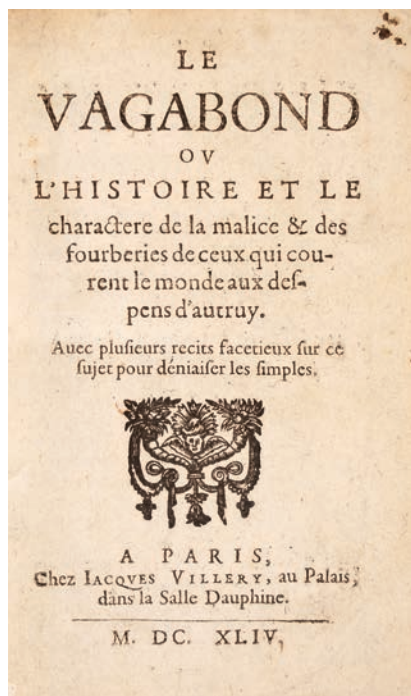 LE
VAGABOND
OV
L'HISTOIRE ET LE
charactere de la malice & des
fourberies de ceux qui cou-
rent le monde aux deſ-
pens d'autruy.
Auec pluſieurs recits facetieux ſur ce
ſujet pour déniaiſer les ſimples.
A PARIS,
Chez IACQVES VILLERY, au Palais,
dans la Salle Dauphine.
M. DC. XLIV.